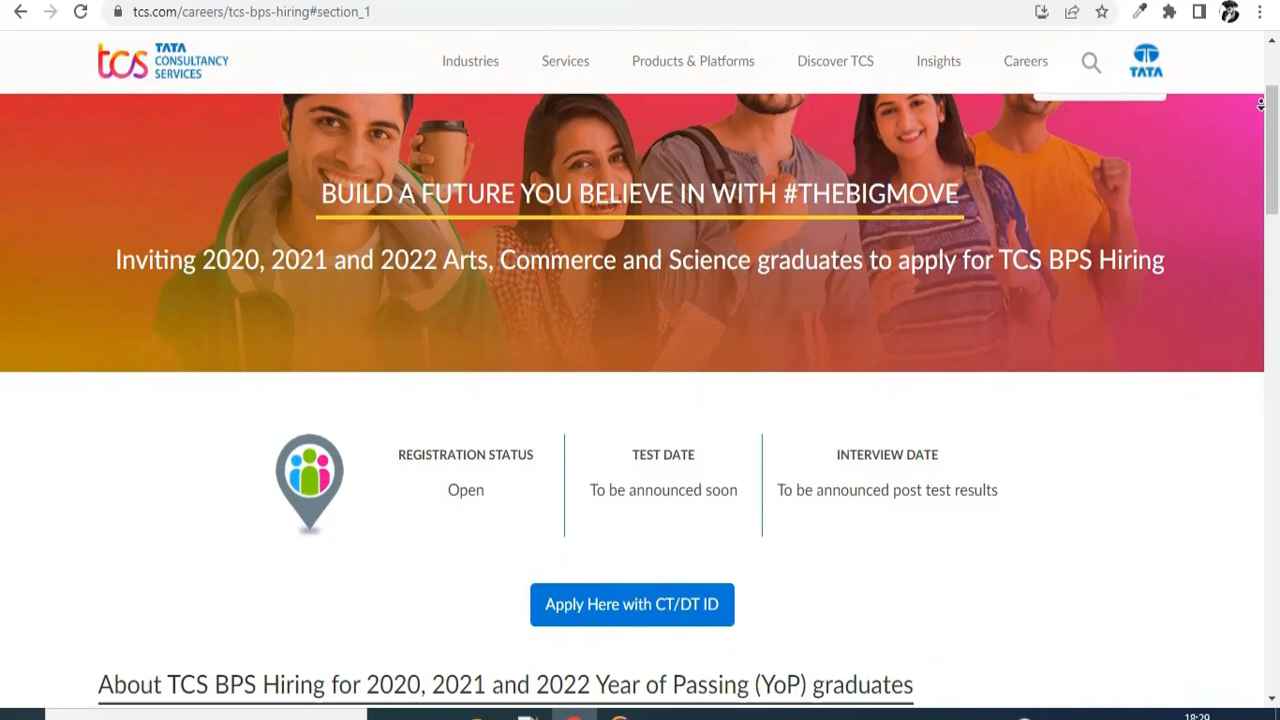 tcs.com/careers/tcs-bps-hiring#section_1
tcs TATA CONSULTANCY SERVICES
Industries Services Products & Platforms Discover TCS Insights Careers TATA
BUILD A FUTURE YOU BELIEVE IN WITH #THEBIGMOVE
Inviting 2020, 2021 and 2022 Arts, Commerce and Science graduates to apply for TCS BPS Hiring
REGISTRATION STATUS TEST DATE INTERVIEW DATE
Open To be announced soon To be announced post test results
Apply Here with CT/DT ID
About TCS BPS Hiring for 2020, 2021 and 2022 Year of Passing (YoP) graduates
18:29